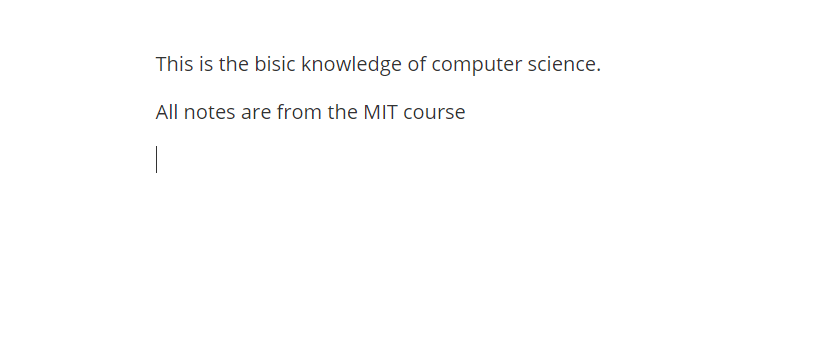 This is the bisic knowledge of computer science.
All notes are from the MIT course